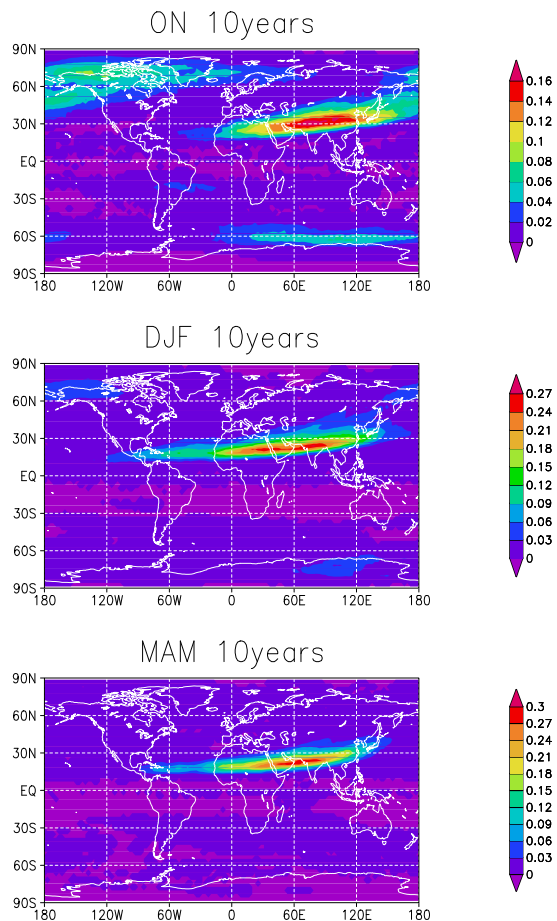 ON 10years
90N
60N
30N
EQ
30S
60S
90S
180 120W 60W 0 60E 120E 180
0.16
0.14
0.12
0.1
0.08
0.06
0.04
0.02
0
DJF 10years
90N
60N
30N
EQ
30S
60S
90S
180 120W 60W 0 60E 120E 180
0.27
0.24
0.21
0.18
0.15
0.12
0.09
0.06
0.03
0
MAM 10years
90N
60N
30N
EQ
30S
60S
90S
180 120W 60W 0 60E 120E 180
0.3
0.27
0.24
0.21
0.18
0.15
0.12
0.09
0.06
0.03
0